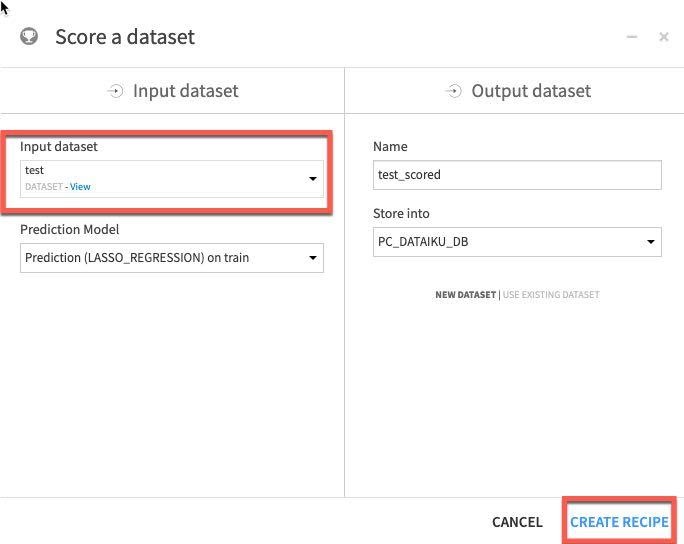 Score a dataset
Input dataset
Output dataset
Input dataset
test
DATASET - View
Prediction Model
Prediction (LASSO_REGRESSION) on train
Name
test_scored
Store into
PC_DATAIKU_DB
NEW DATASET | USE EXISTING DATASET
CANCEL
CREATE RECIPE